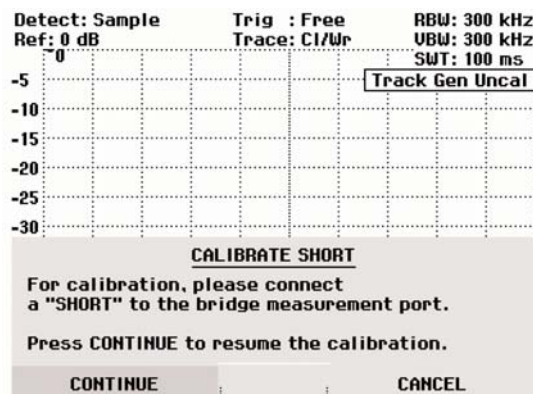 Detect: Sample Trig : Free RBW: 300 kHz
Ref: 0 dB Trace: Cl/Wr VBW: 300 kHz
0 SWT: 100 ms
-5 Track Gen Uncal
-10
-15
-20
-25
-30
CALIBRATE SHORT
For calibration, please connect
a "SHORT" to the bridge measurement port.
Press CONTINUE to resume the calibration.
CONTINUE CANCEL